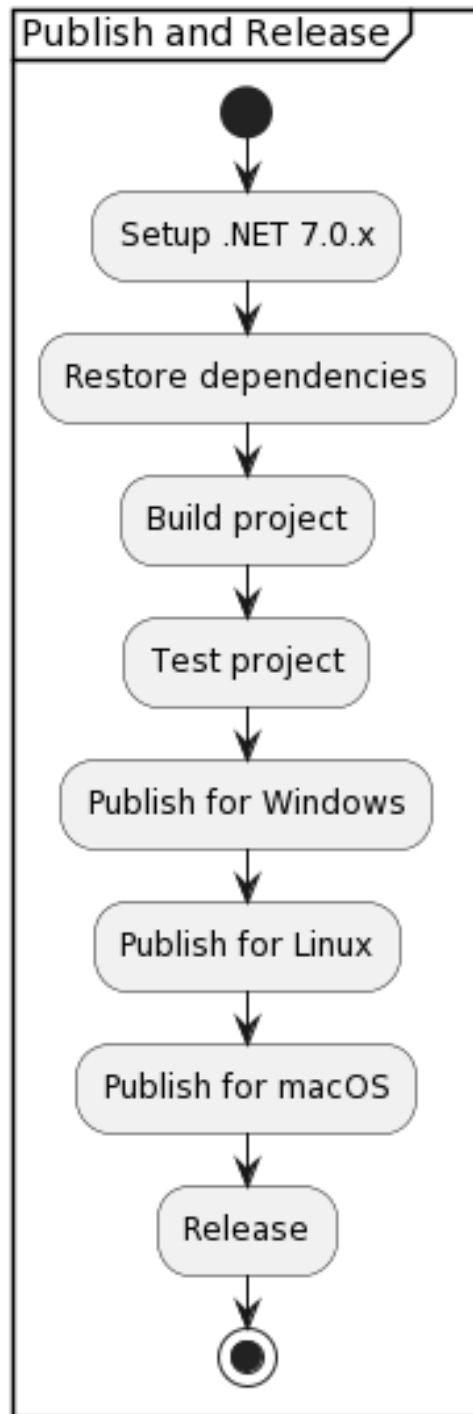 Publish and Release
Setup .NET 7.0.x
Restore dependencies
Build project
Test project
Publish for Windows
Publish for Linux
Publish for macOS
Release